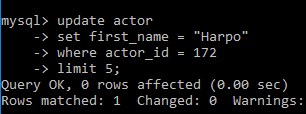 mysql> update actor
-> set first_name = "Harpo"
-> where actor_id = 172
-> limit 5;
Query OK, 0 rows affected (0.00 sec)
Rows matched: 1  Changed: 0  Warnings: